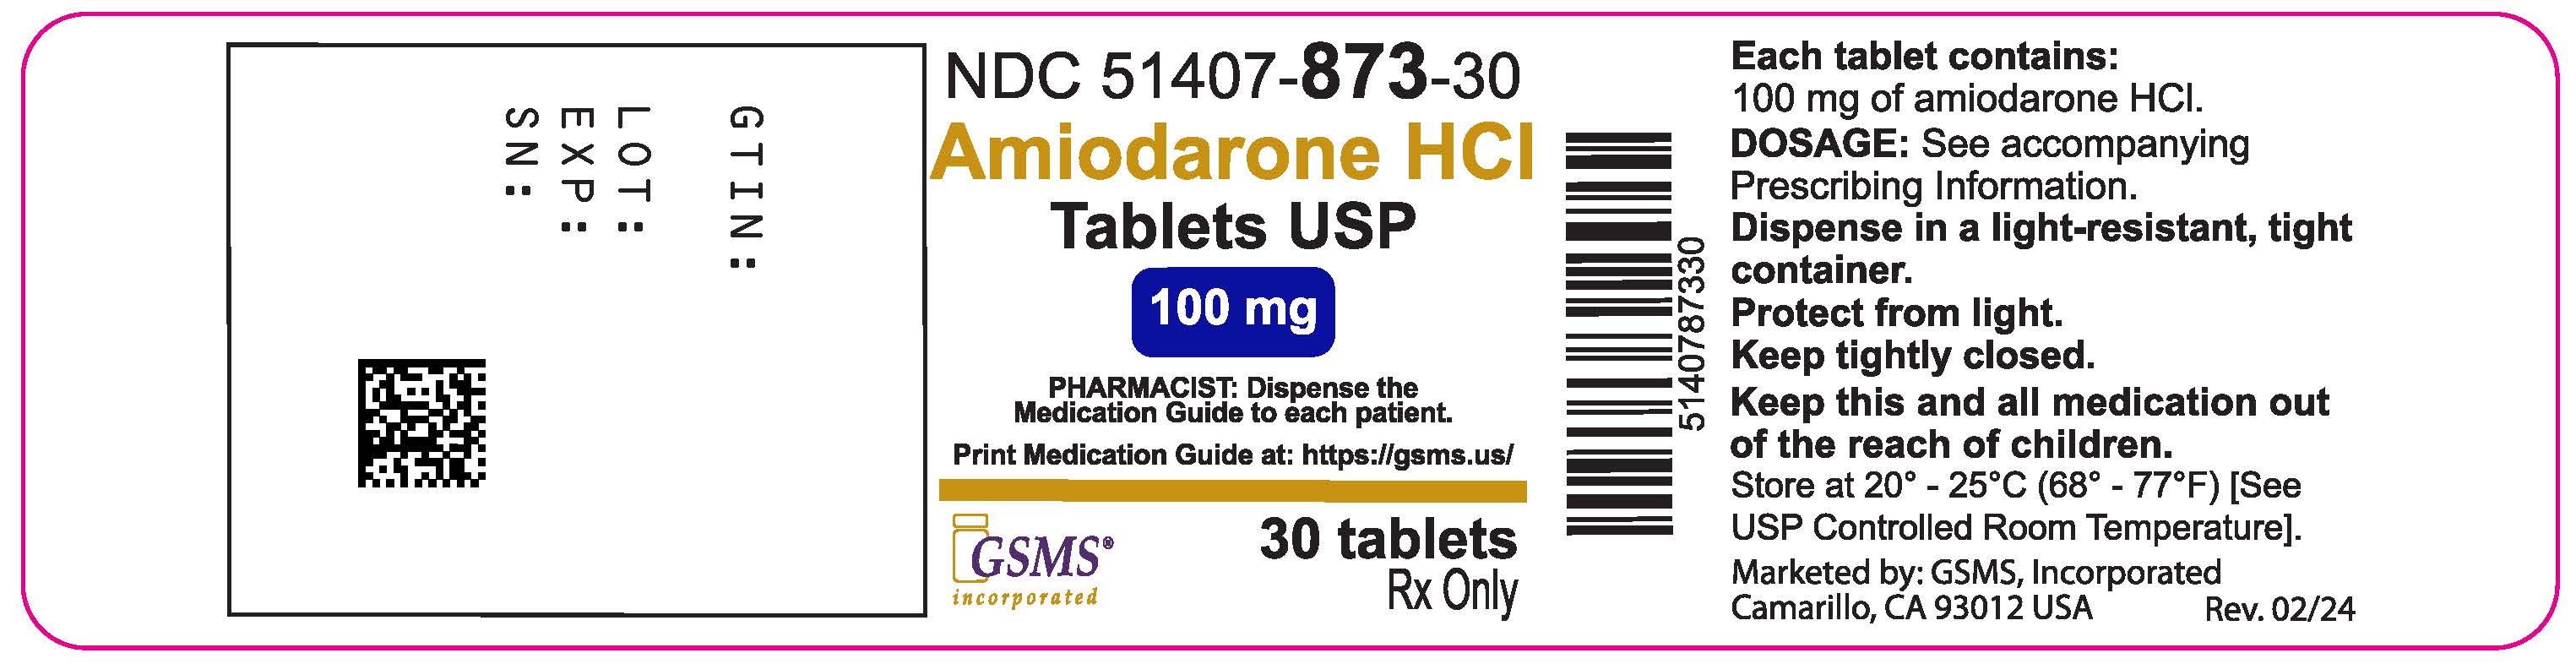 GTIN:
LOT:
EXP:
SN:
NDC 51407-873-30
Amiodarone HCl
Tablets USP
100 mg
PHARMACIST: Dispense the
Medication Guide to each patient.
Print Medication Guide at: https://gsms.us/
GSMS®
incorporated
30 tablets
Rx Only
5140787330
Each tablet contains:
100 mg of amiodarone HCl.
DOSAGE: See accompanying
Prescribing Information.
Dispense in a light-resistant, tight
container.
Protect from light.
Keep tightly closed.
Keep this and all medication out
of the reach of children.
Store at 20° - 25°C (68° - 77°F) [See
USP Controlled Room Temperature].
Marketed by: GSMS, Incorporated
Camarillo, CA 93012 USA Rev. 02/24